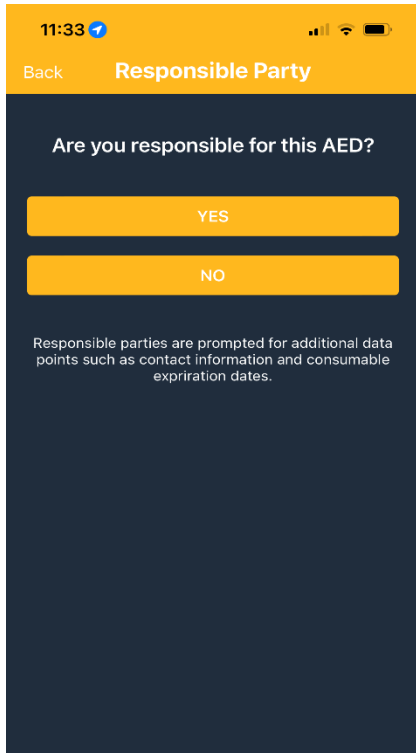 11:33
Back Responsible Party
Are you responsible for this AED?
YES
NO
Responsible parties are prompted for additional data
points such as contact information and consumable
expriration dates.